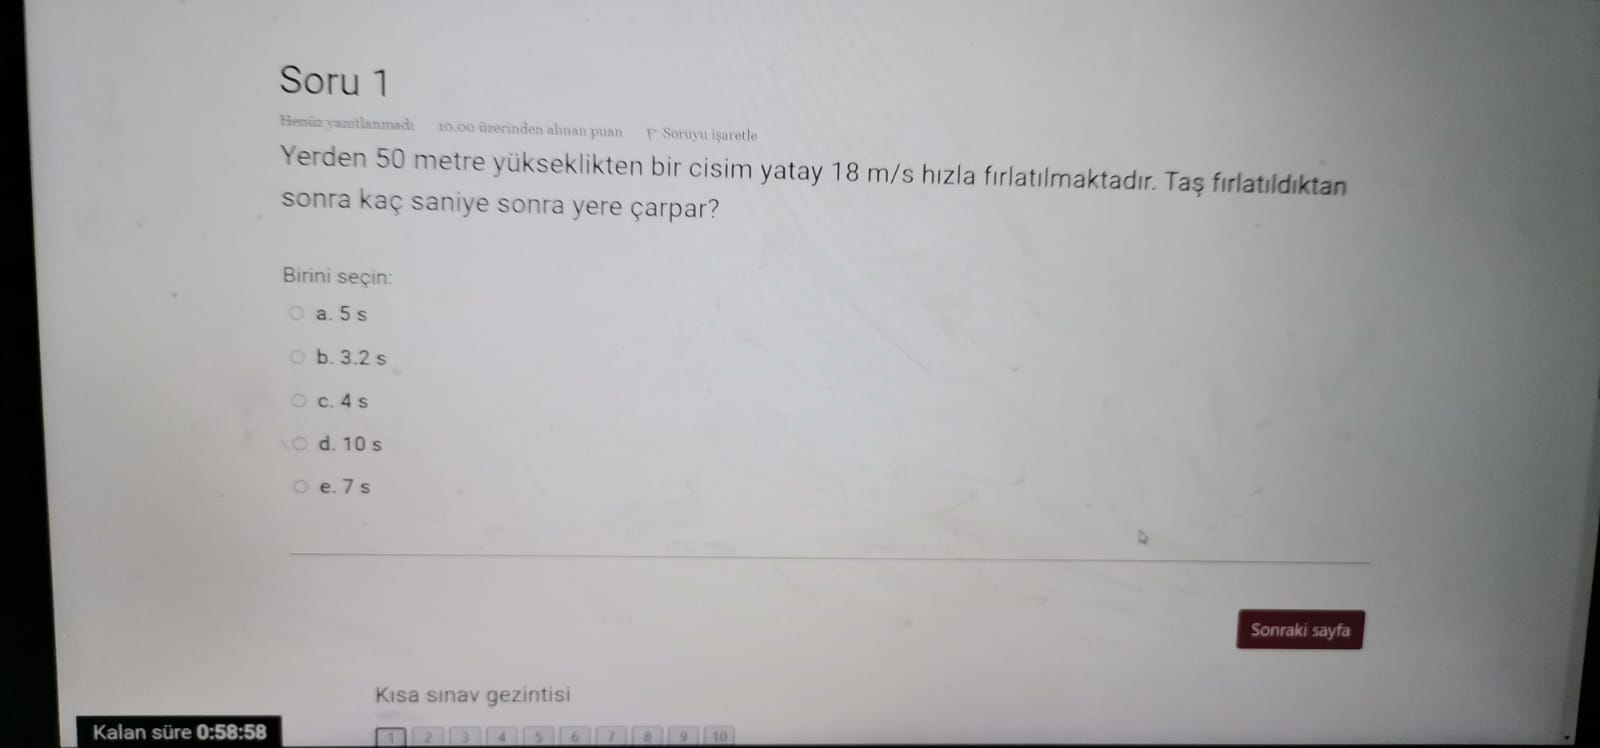 Soru 1
Henüz yanıtlanmadı 10.00 üzerinden alınan puan Soruyu işaretle
Yerden 50 metre yükseklikten bir cisim yatay 18 m/s hızla fırlatılmaktadır. Taş fırlatıldıktan
sonra kaç saniye sonra yere çarpar?
Birini seçin:
a. 5 s
b. 3.2 s
c. 4 s
d. 10 s
e. 7 s
Sonraki sayfa
Kısa sınav gezintisi
Kalan süre 0:58:58
1 2 3 4 5 6 7 8 9 10